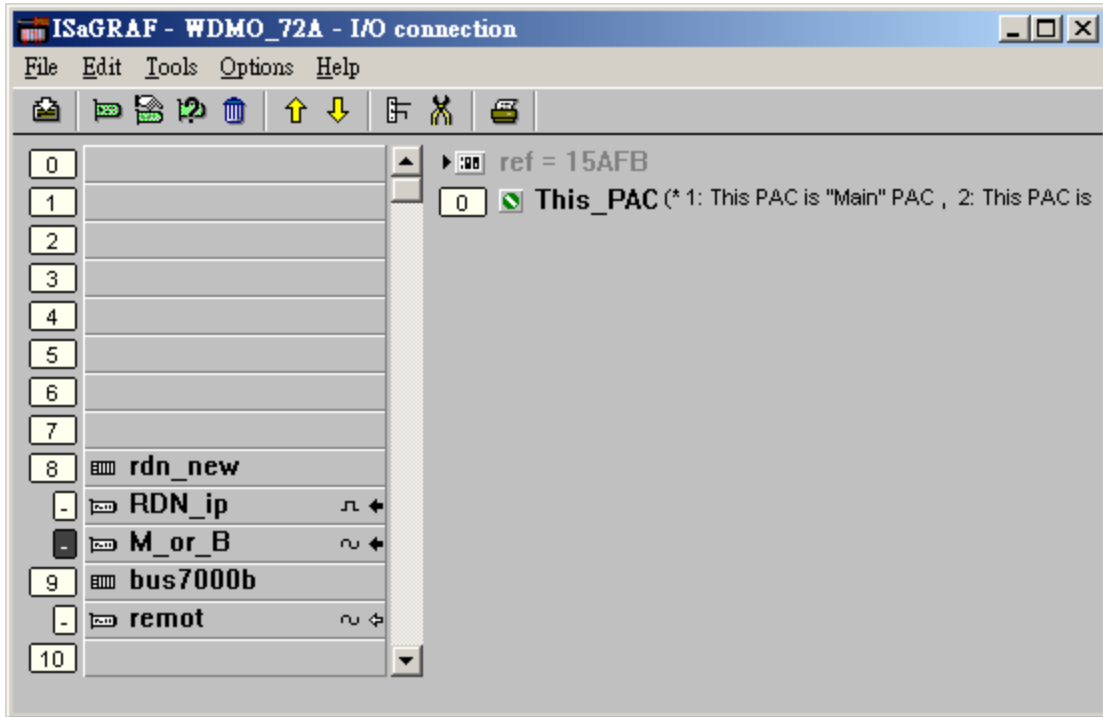 ISaGRAF - WDMO_72A - I/O connection
File Edit Tools Options Help
0
1
2
3
4
5
6
7
8 rdn_new
- RDN_ip
- M_or_B
9 bus7000b
- remot
10
ref = 15AFB
0 This_PAC (* 1: This PAC is "Main" PAC , 2: This PAC is